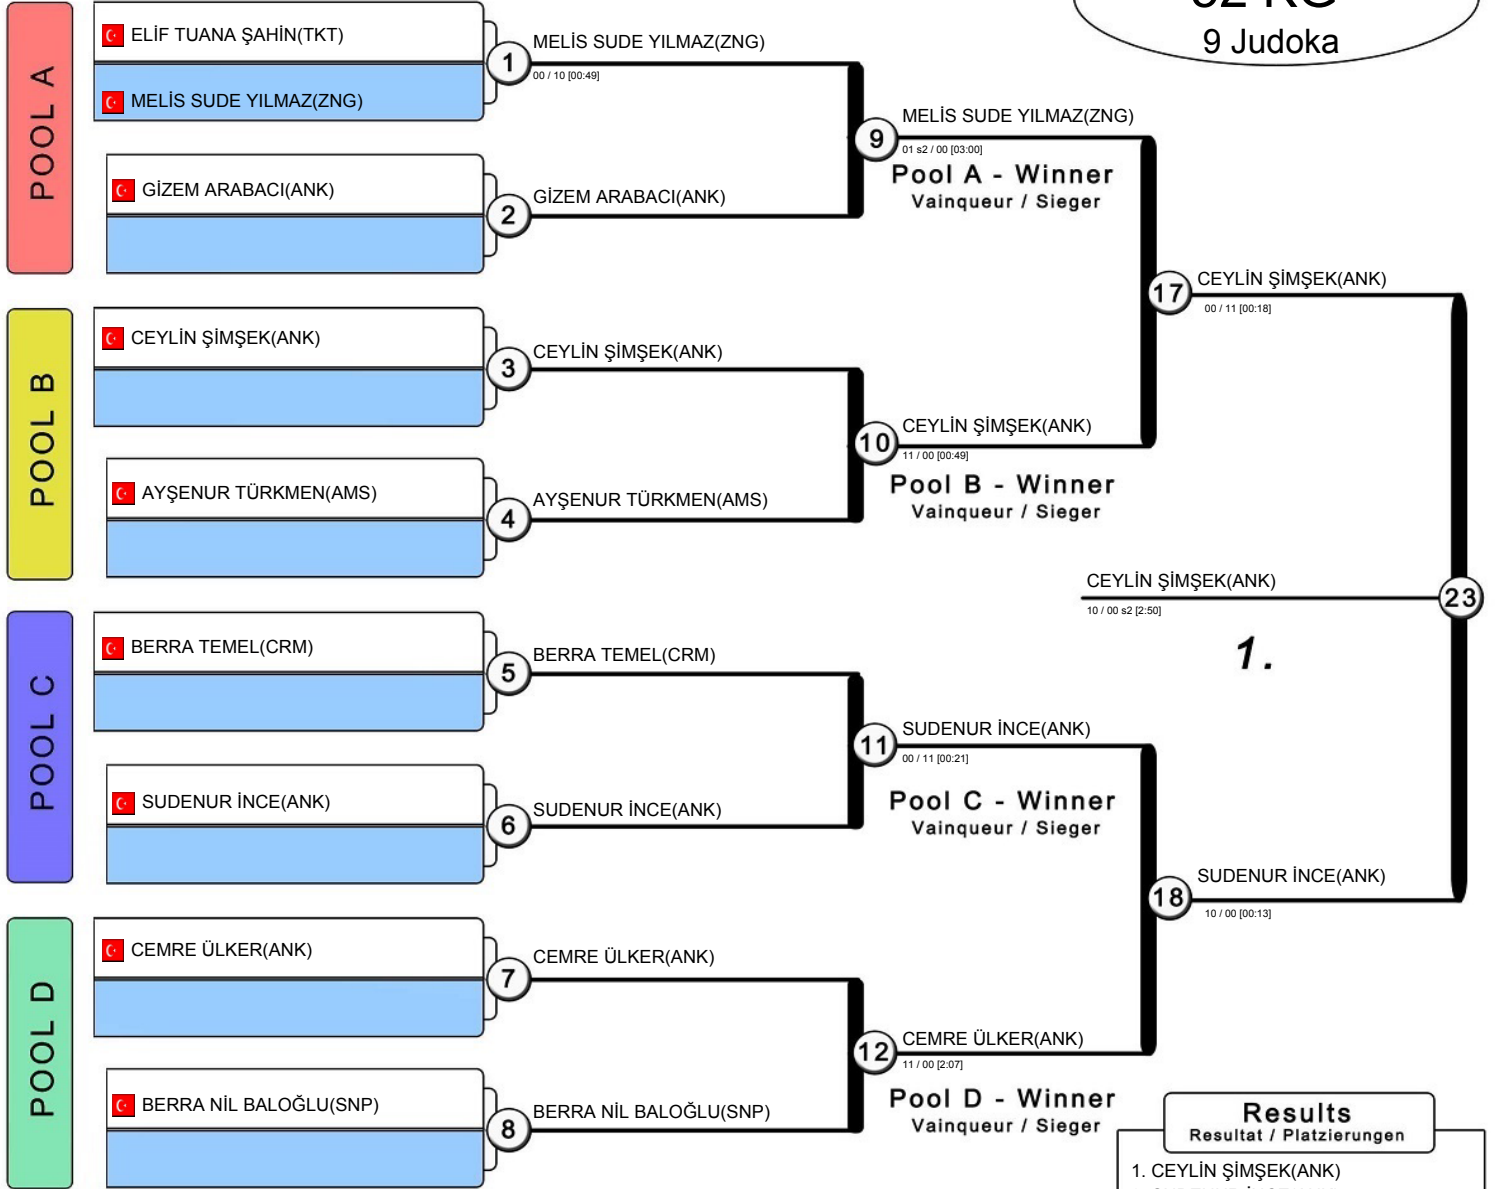 9 Judoka
POOL A
ELİF TUANA ŞAHİN(TKT)
MELİS SUDE YILMAZ(ZNG)
GİZEM ARABACI(ANK)
1
MELİS SUDE YILMAZ(ZNG)
00 / 10 [00:49]
2
GİZEM ARABACI(ANK)
9
MELİS SUDE YILMAZ(ZNG)
01 s2 / 00 [03:00]
Pool A - Winner
Vainqueur / Sieger
POOL B
CEYLİN ŞİMŞEK(ANK)
AYŞENUR TÜRKMEN(AMS)
3
CEYLİN ŞİMŞEK(ANK)
4
AYŞENUR TÜRKMEN(AMS)
10
CEYLİN ŞİMŞEK(ANK)
11 / 00 [00:49]
Pool B - Winner
Vainqueur / Sieger
17
CEYLİN ŞİMŞEK(ANK)
00 / 11 [00:18]
CEYLİN ŞİMŞEK(ANK)
10 / 00 s2 [2:50]
23
1.
POOL C
BERRA TEMEL(CRM)
SUDENUR İNCE(ANK)
5
BERRA TEMEL(CRM)
6
SUDENUR İNCE(ANK)
11
SUDENUR İNCE(ANK)
00 / 11 [00:21]
Pool C - Winner
Vainqueur / Sieger
18
SUDENUR İNCE(ANK)
10 / 00 [00:13]
POOL D
CEMRE ÜLKER(ANK)
BERRA NİL BALOĞLU(SNP)
7
CEMRE ÜLKER(ANK)
8
BERRA NİL BALOĞLU(SNP)
12
CEMRE ÜLKER(ANK)
11 / 00 [2:07]
Pool D - Winner
Vainqueur / Sieger
Results
Resultat / Platzierungen
1. CEYLİN ŞİMŞEK(ANK)